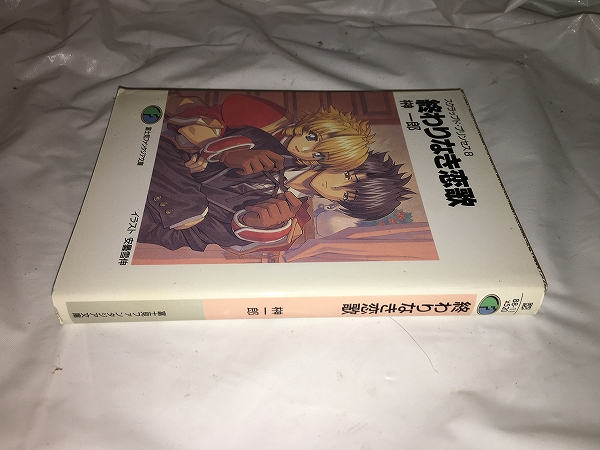 スクラップド・プリンセス8
終わりなき恋歌
榊 一郎
富士見ファンタジア文庫
イラスト 安曇雪伸
終わりなき恋歌
榊 一郎
富士見ファンタジア文庫